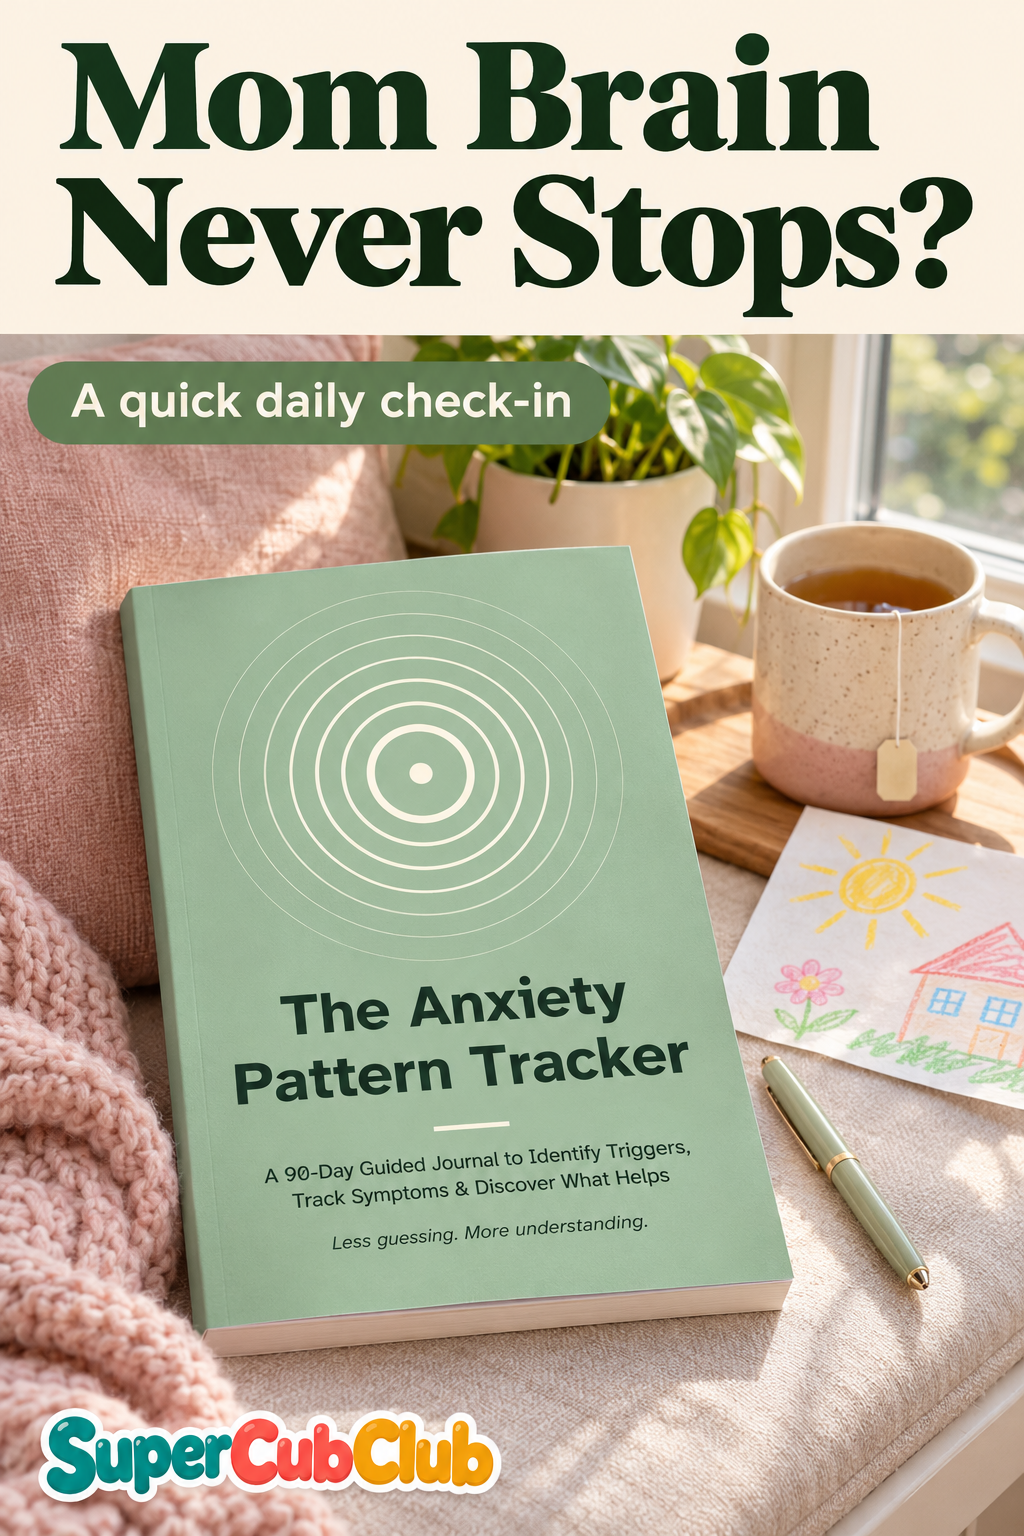 Mom Brain
Never Stops?
A quick daily check-in
The Anxiety
Pattern Tracker
A 90-Day Guided Journal to Identify Triggers,
Track Symptoms & Discover What Helps
Less guessing. More understanding.
SuperCubClub